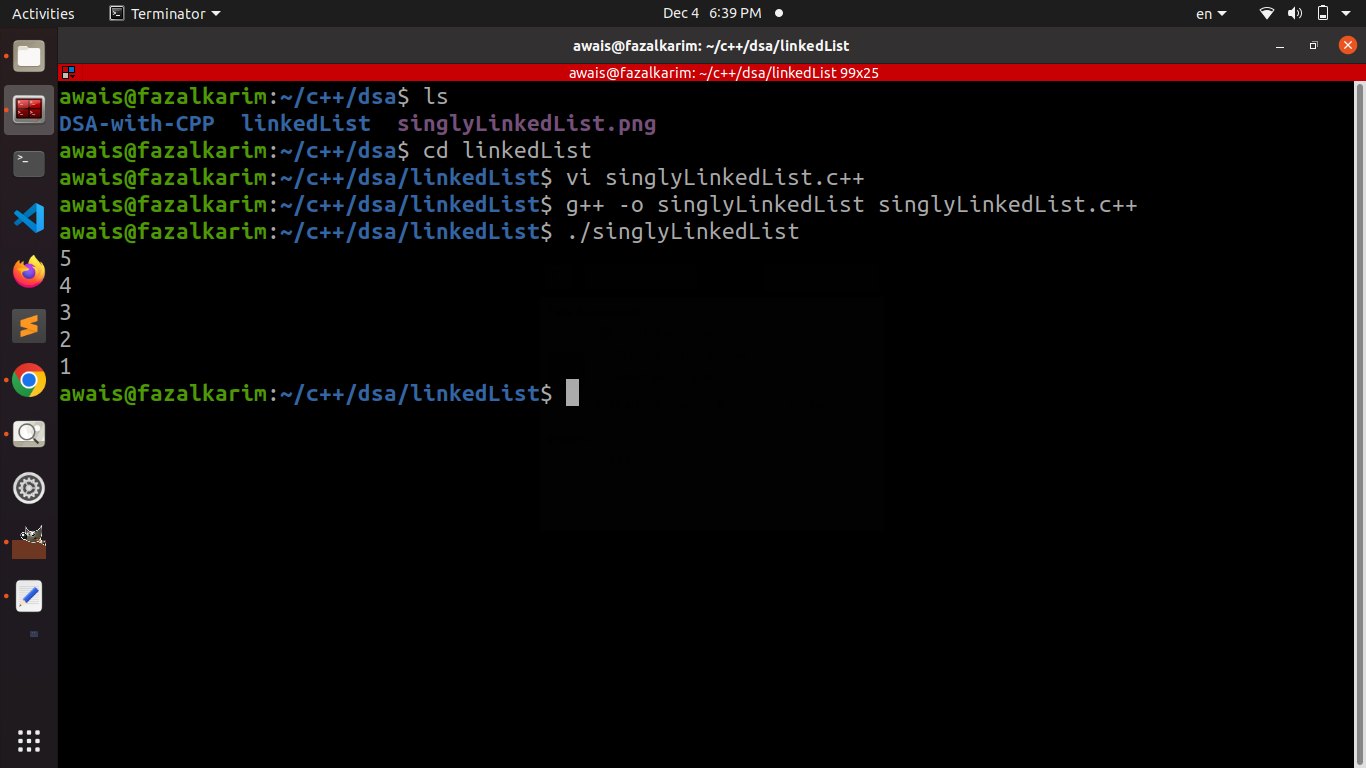 Activities Terminator Dec 4 6:39 PM en
awais@fazalkarim: ~/c++/dsa/linkedList
awais@fazalkarim: ~/c++/dsa/linkedList 99x25
awais@fazalkarim:~/c++/dsa$ ls
DSA-with-CPP linkedList singlyLinkedList.png
awais@fazalkarim:~/c++/dsa$ cd linkedList
awais@fazalkarim:~/c++/dsa/linkedList$ vi singlyLinkedList.c++
awais@fazalkarim:~/c++/dsa/linkedList$ g++ -o singlyLinkedList singlyLinkedList.c++
awais@fazalkarim:~/c++/dsa/linkedList$ ./singlyLinkedList
5
4
3
2
1
awais@fazalkarim:~/c++/dsa/linkedList$